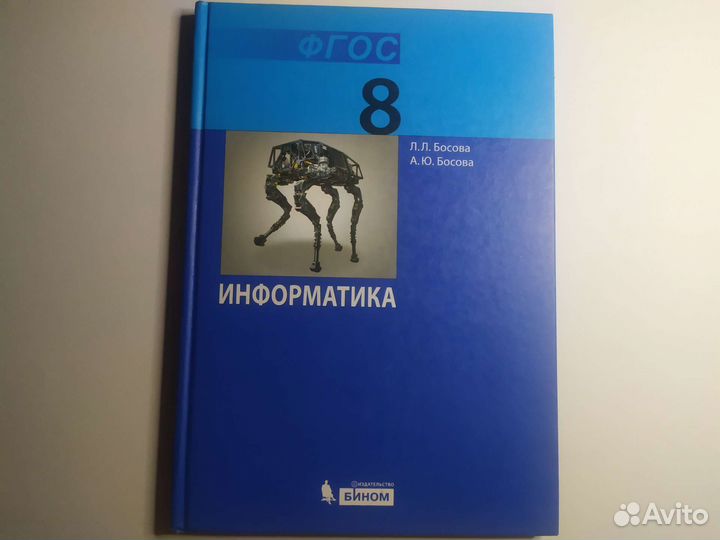 ФГОС
8
Л.Л. Босова
А.Ю. Босова
ИНФОРМАТИКА
ИЗДАТЕЛЬСТВО
БИНОМ
Avito